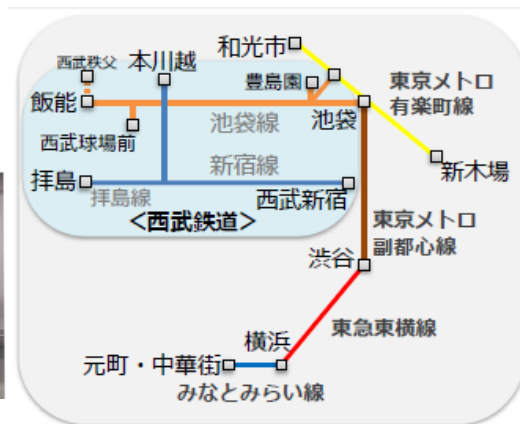 和光市
西武秩父
本川越
豊島園
東京メトロ
有楽町線
飯能
池袋線
池袋
西武球場前
新宿線
新木場
拝島
拝島線
西武新宿
<西武鉄道>
東京メトロ
副都心線
渋谷
東急東横線
横浜
元町・中華街
みなとみらい線